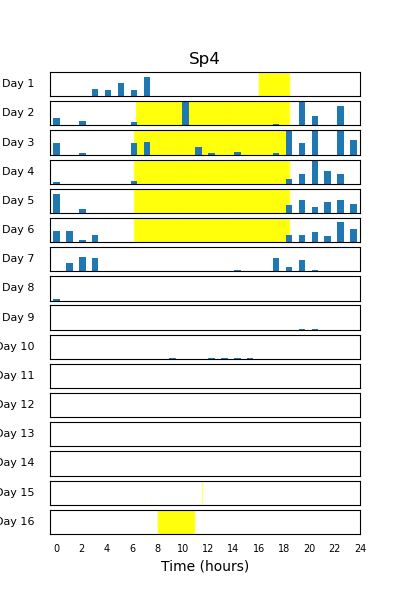 Sp4
Day 1
Day 2
Day 3
Day 4
Day 5
Day 6
Day 7
Day 8
Day 9
Day 10
Day 11
Day 12
Day 13
Day 14
Day 15
Day 16
0 2 4 6 8 10 12 14 16 18 20 22 24
Time (hours)